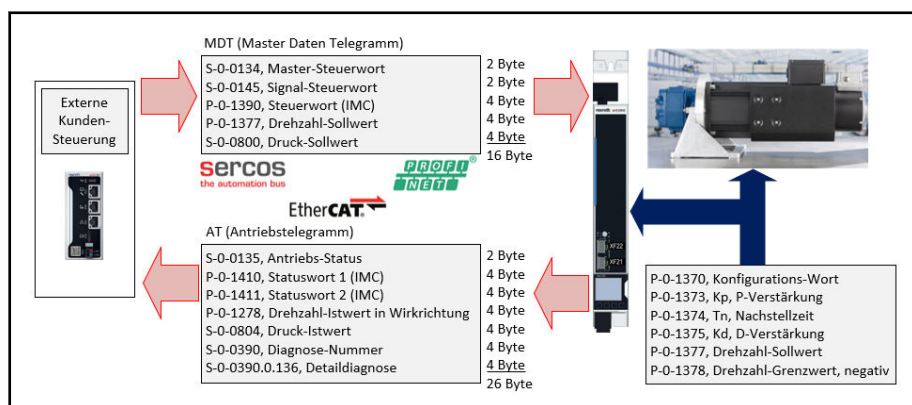 MDT (Master Daten Telegramm)
S-0-0134, Master-Steuerwort 2 Byte
S-0-0145, Signal-Steuerwort 2 Byte
P-0-1390, Steuerwort (IMC) 4 Byte
P-0-1377, Drehzahl-Sollwert 4 Byte
S-0-0800, Druck-Sollwert 4 Byte
16 Byte
Externe
Kunden-
Steuerung
sercos
the automation bus
PROFI
NET
EtherCAT
AT (Antriebstelegramm)
S-0-0135, Antriebs-Status 2 Byte
P-0-1410, Statuswort 1 (IMC) 4 Byte
P-0-1411, Statuswort 2 (IMC) 4 Byte
P-0-1278, Drehzahl-Istwert in Wirkrichtung 4 Byte
S-0-0804, Druck-Istwert 4 Byte
S-0-0390, Diagnose-Nummer 4 Byte
S-0-0390.0.136, Detaildiagnose 4 Byte
26 Byte
XF22
XF21
P-0-1370, Konfigurations-Wort
P-0-1373, Kp, P-Verstärkung
P-0-1374, Tn, Nachstellzeit
P-0-1375, Kd, D-Verstärkung
P-0-1377, Drehzahl-Sollwert
P-0-1378, Drehzahl-Grenzwert, negativ